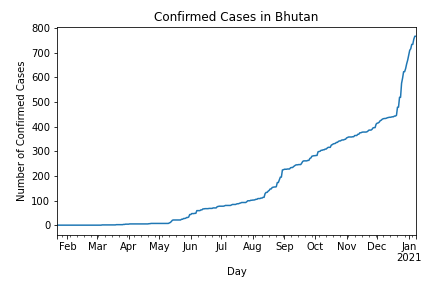 Confirmed Cases in Bhutan
Number of Confirmed Cases
800
700
600
500
400
300
200
100
0
Feb Mar Apr May Jun Jul Aug Sep Oct Nov Dec Jan
2021
Day